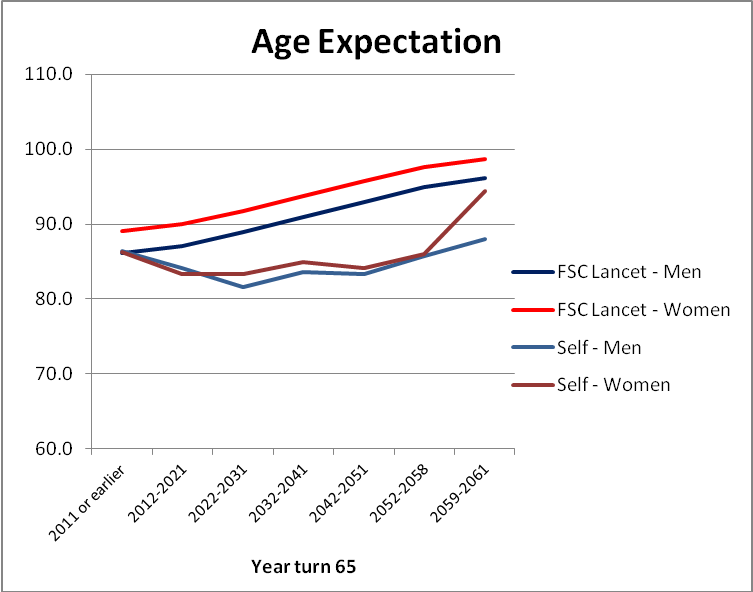 Age Expectation
110.0
100.0
90.0
80.0
70.0
60.0
2011 or earlier
2012-2021
2022-2031
2032-2041
2042-2051
2052-2058
2059-2061
Year turn 65
FSC Lancet - Men
FSC Lancet - Women
Self - Men
Self - Women